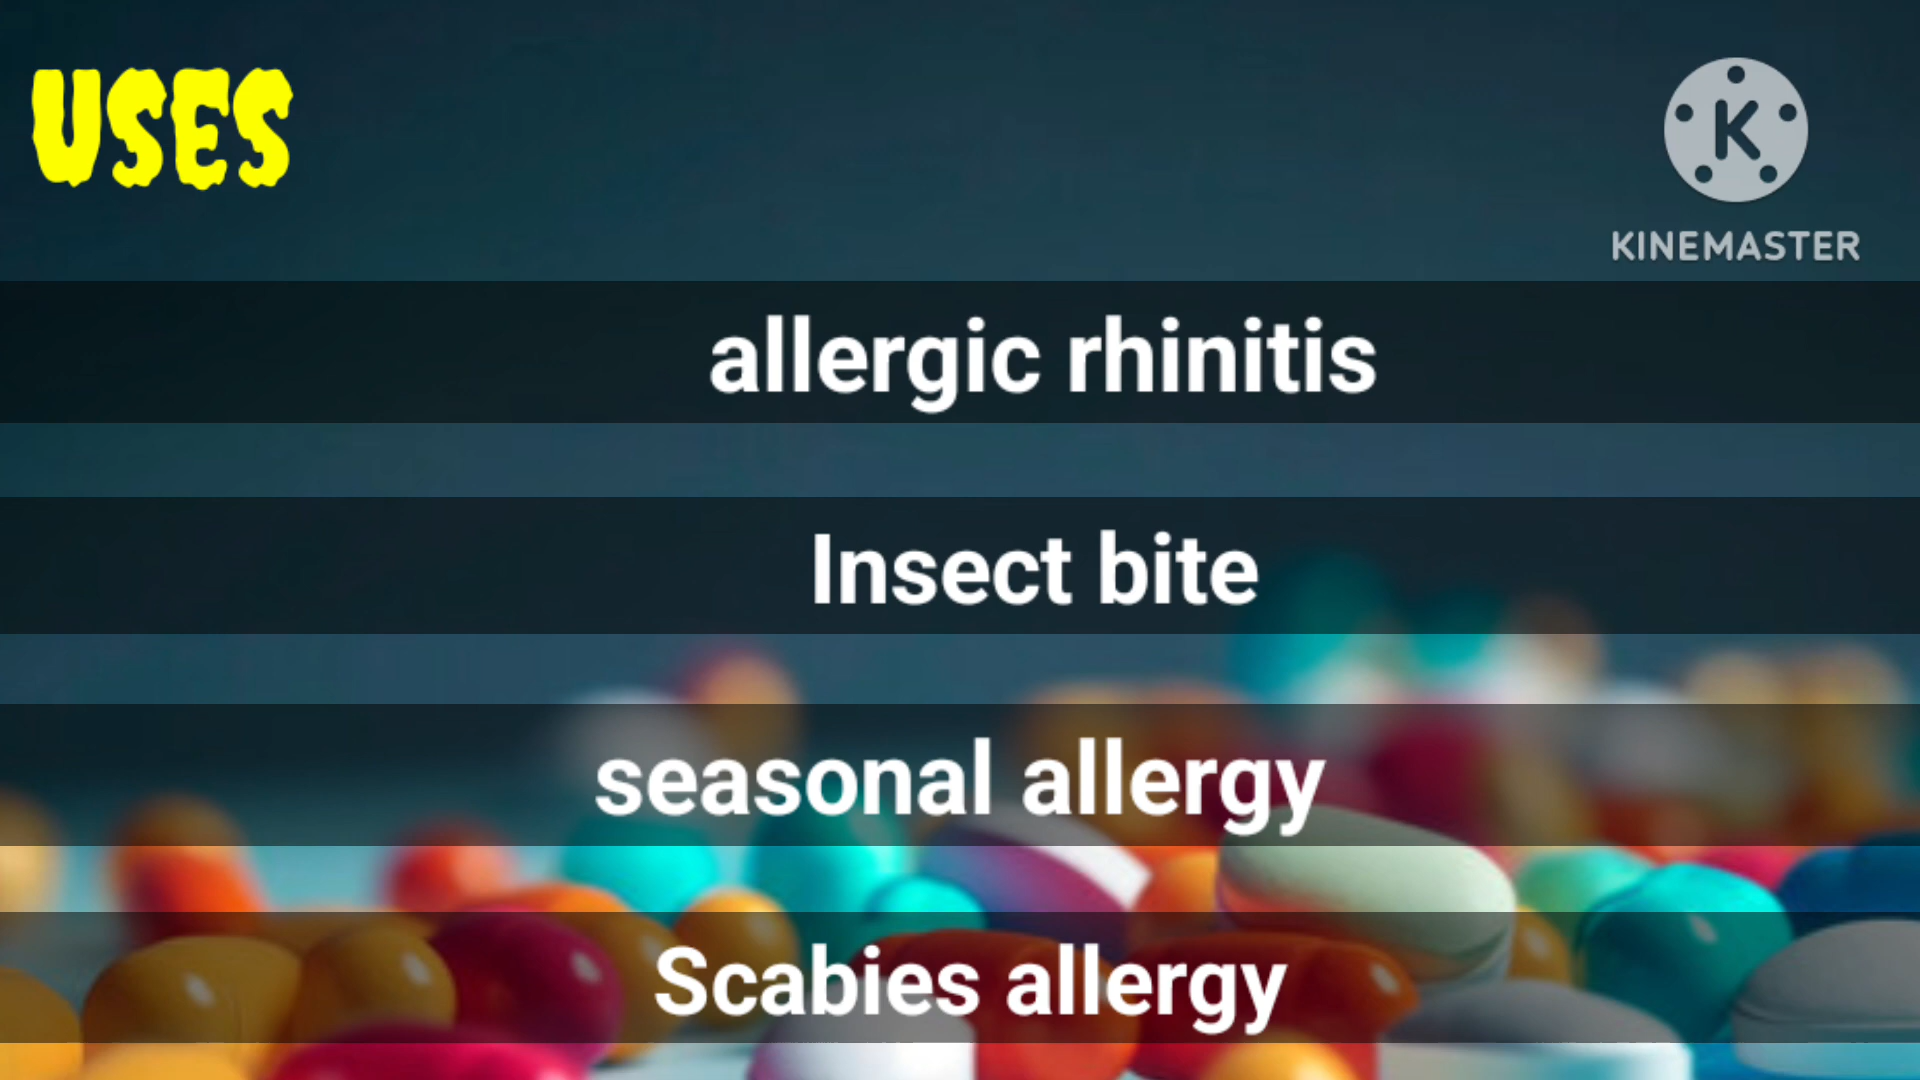 USES
KINEMASTER
allergic rhinitis
Insect bite
seasonal allergy
Scabies allergy